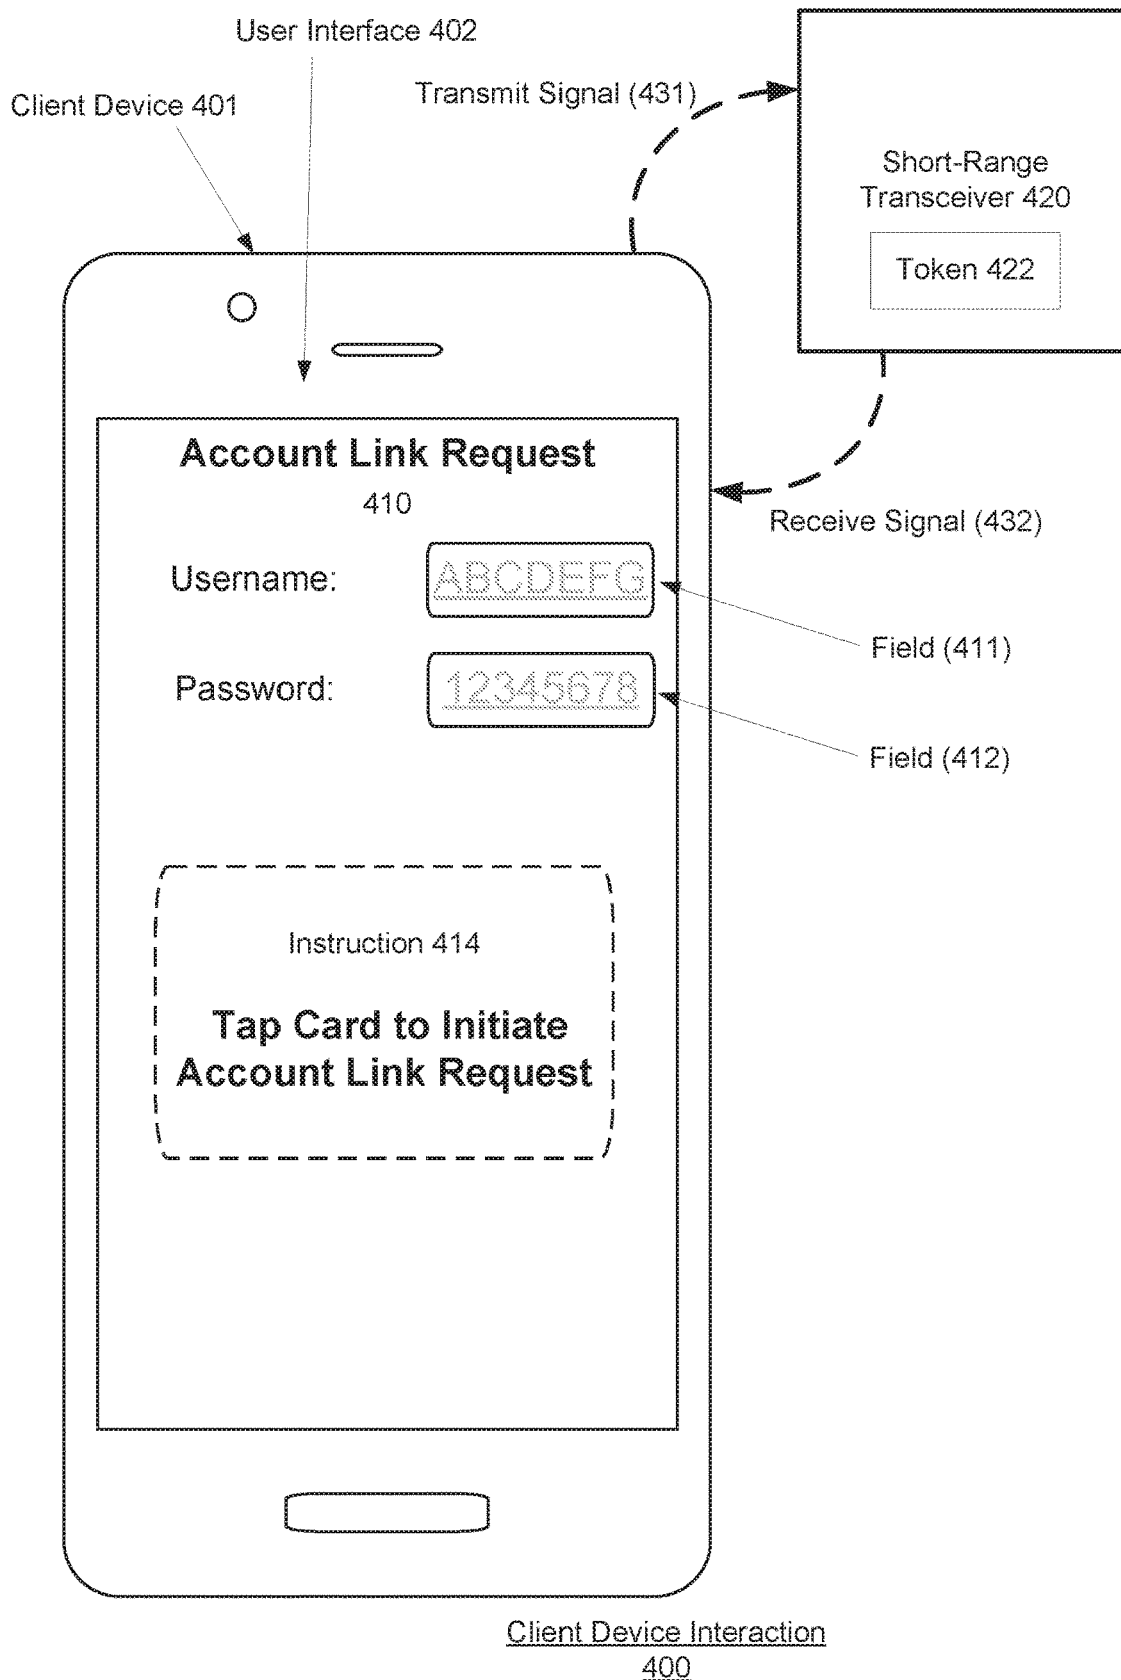 User Interface 402
Client Device 401
Transmit Signal (431)
Short-Range
Transceiver 420
Token 422
Account Link Request
410
Receive Signal (432)
Username:
ABCDEFG
Field (411)
Password:
12345678
Field (412)
Instruction 414
Tap Card to Initiate
Account Link Request
Client Device Interaction
400